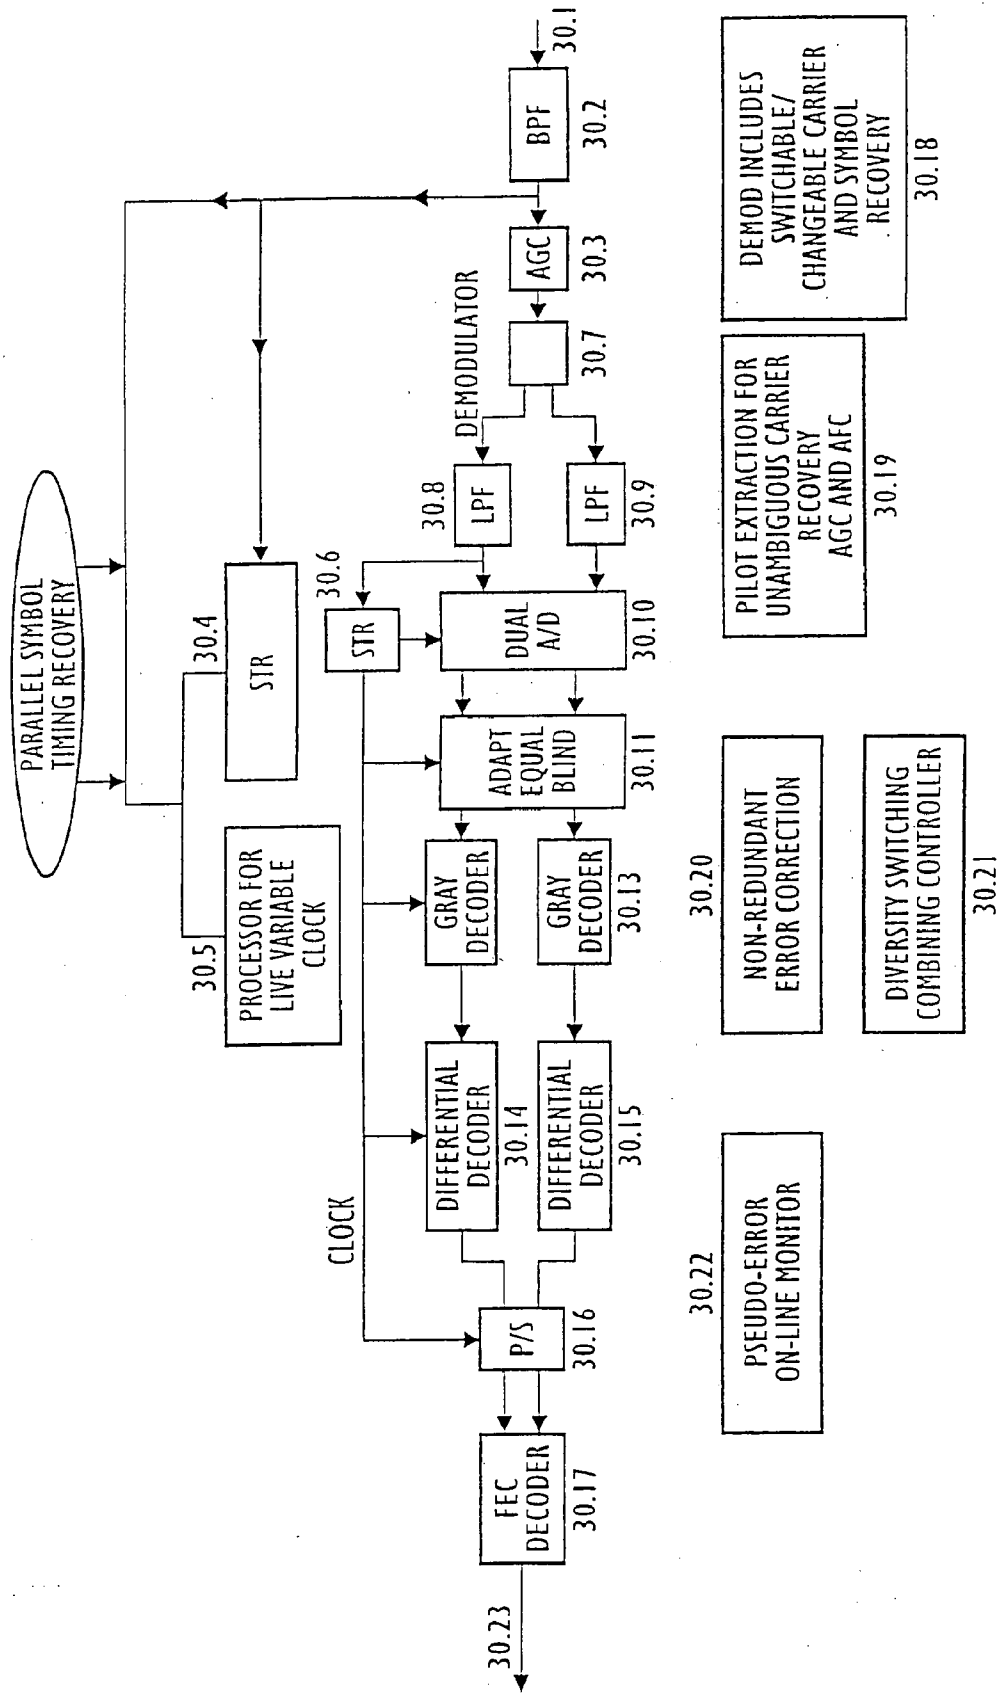 PARALLEL SYMBOL
TIMING RECOVERY
30.5
PROCESSOR FOR
LIVE VARIABLE
CLOCK
30.4
STR
CLOCK
STR
30.6
DEMODULATOR
30.23
FEC
DECODER
30.17
P/S
30.16
DIFFERENTIAL
DECODER
30.14
DIFFERENTIAL
DECODER
30.15
GRAY
DECODER
GRAY
DECODER
30.13
ADAPT
EQUAL
BLIND
30.11
DUAL
A/D
30.10
30.8
LPF
LPF
30.9
30.7
AGC
30.3
BPF
30.2
30.1
30.22
PSEUDO-ERROR
ON-LINE MONITOR
30.20
NON-REDUNDANT
ERROR CORRECTION
DIVERSITY SWITCHING
COMBINING CONTROLLER
30.21
PILOT EXTRACTION FOR
UNAMBIGUOUS CARRIER
RECOVERY
AGC AND AFC
30.19
DEMOD INCLUDES
SWITCHABLE/
CHANGEABLE CARRIER
AND SYMBOL
RECOVERY
30.18